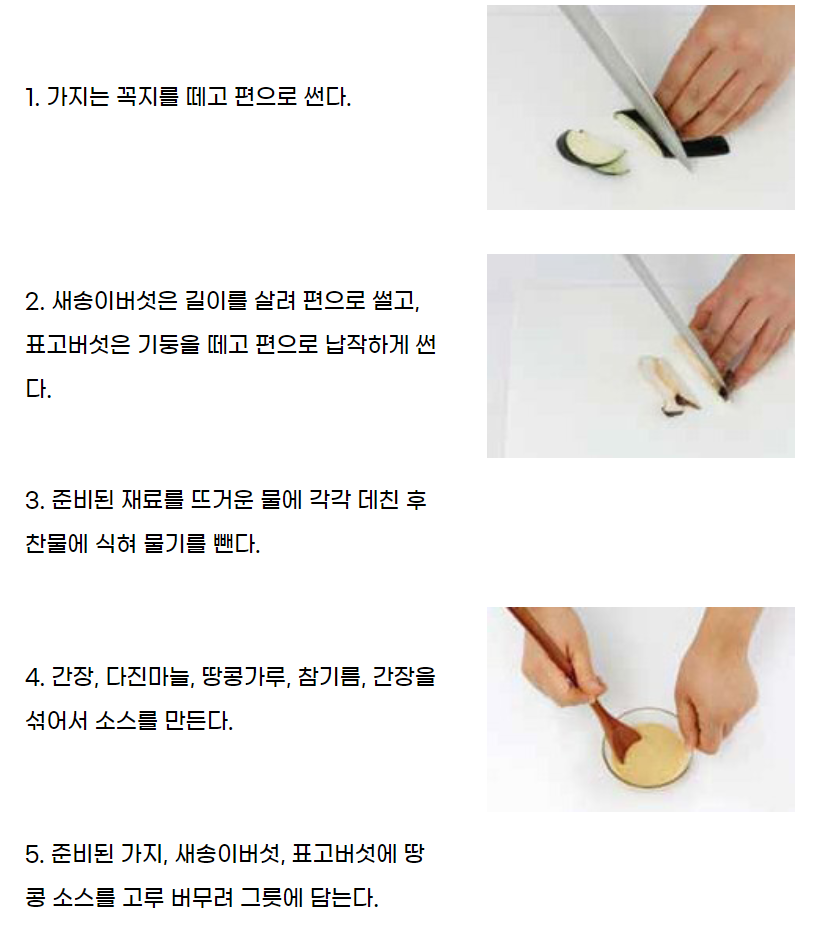 1. 가지는 꼭지를 떼고 편으로 썬다.
2. 새송이버섯은 길이를 살려 편으로 썰고,
표고버섯은 기둥을 떼고 편으로 납작하게 썬
다.
3. 준비된 재료를 뜨거운 물에 각각 데친 후
찬물에 식혀 물기를 뺀다.
4. 간장, 다진마늘, 땅콩가루, 참기름, 간장을
섞어서 소스를 만든다.
5. 준비된 가지, 새송이버섯, 표고버섯에 땅
콩 소스를 고루 버무려 그릇에 담는다.